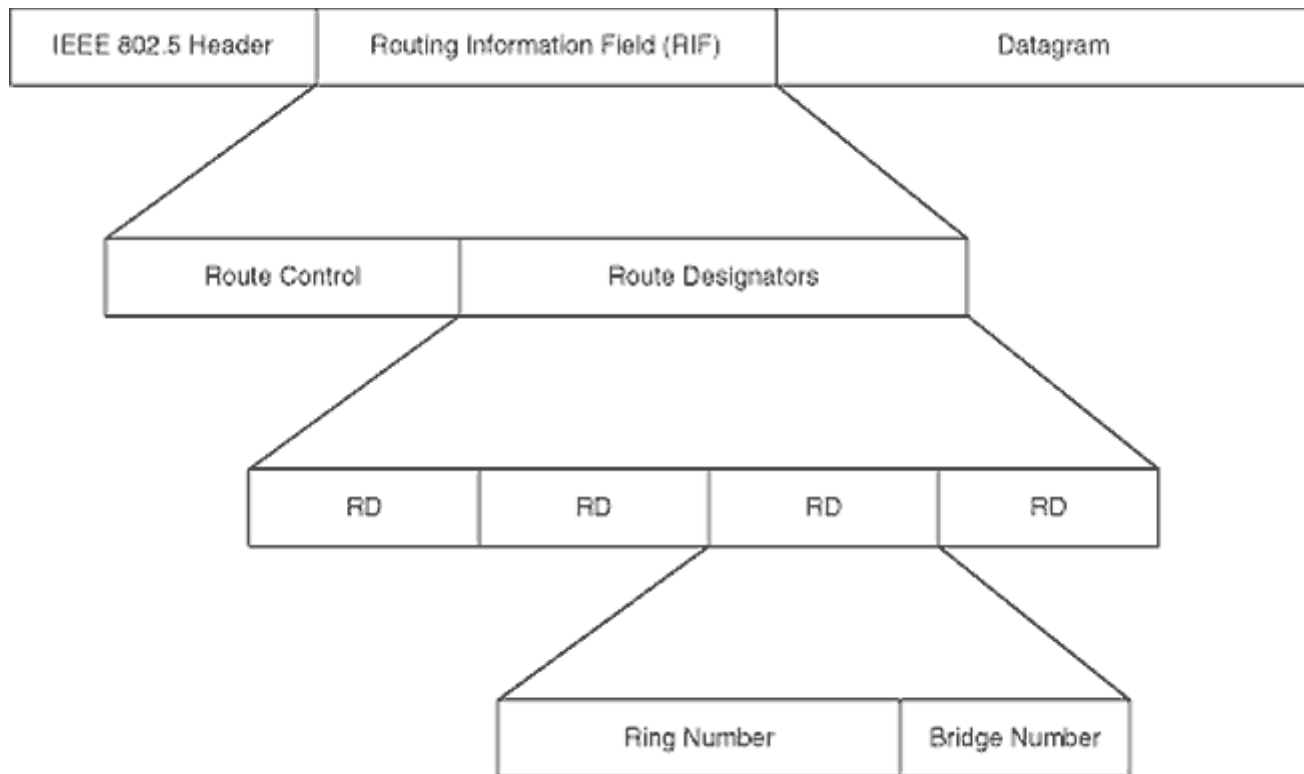 IEEE 802.5 Header Routing Information Field (RIF) Datagram
Route Control Route Designators
RD RD RD RD
Ring Number Bridge Number